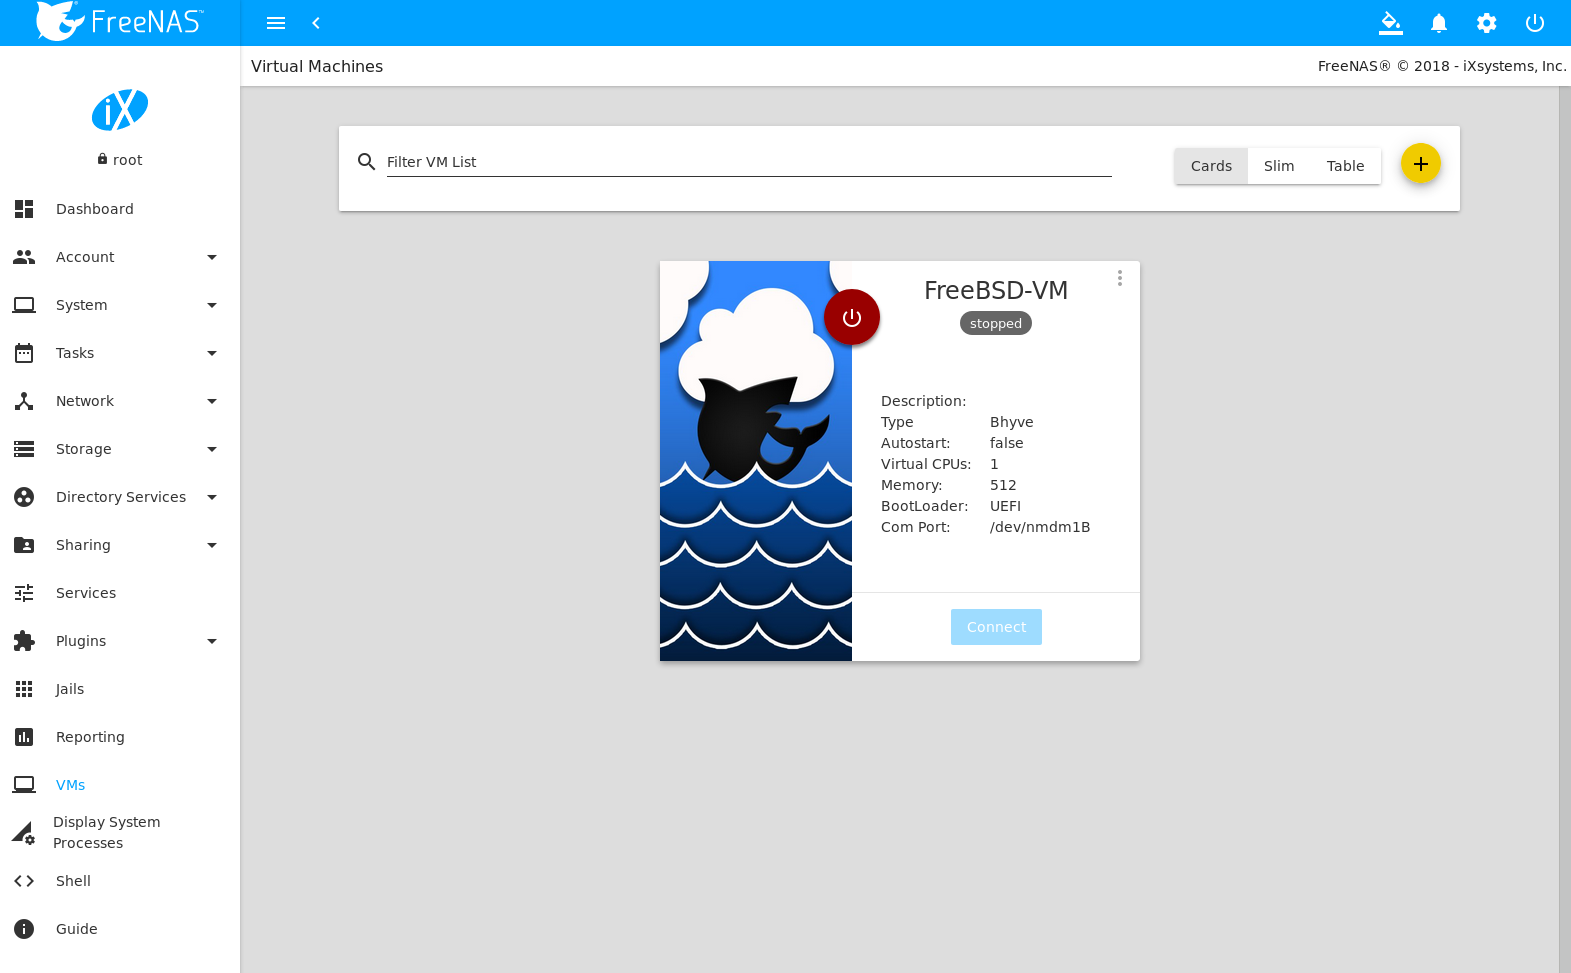 FreeNAS™
Virtual Machines
FreeNAS® © 2018 - iXsystems, Inc.
iX
root
Dashboard
Account
System
Tasks
Network
Storage
Directory Services
Sharing
Services
Plugins
Jails
Reporting
VMs
Display System
Processes
Shell
Guide
Filter VM List
Cards
Slim
Table
FreeBSD-VM
stopped
Description:
Type Bhyve
Autostart: false
Virtual CPUs: 1
Memory: 512
BootLoader: UEFI
Com Port: /dev/nmdm1B
Connect